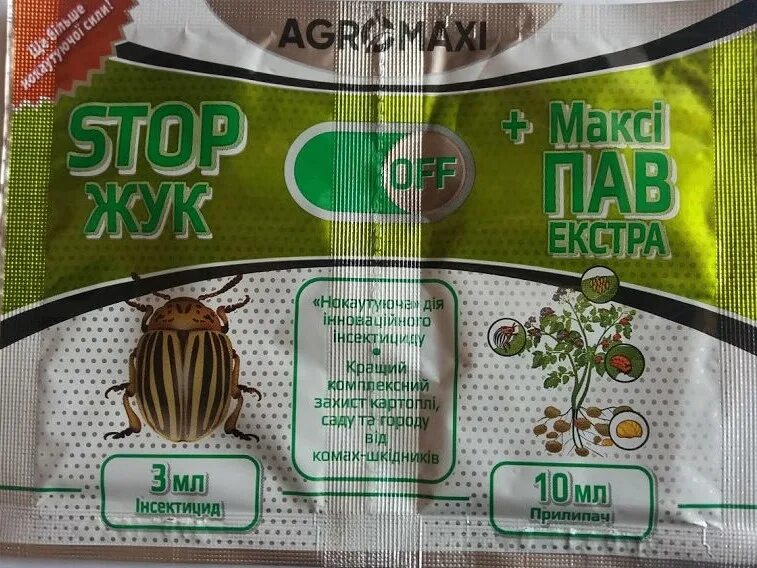 Ще більше
нокаутуючої сили!
AGROMAXI
STOP
ЖУК
OFF
+ Максі
ПАВ
ЕКСТРА
«Нокаутуюча» дія
інноваційного
інсектициду
•
Кращий
комплексний
захист картоплі,
саду та городу
від
комах-шкідників
3 мл
Інсектицид
10 мл
Прилипач